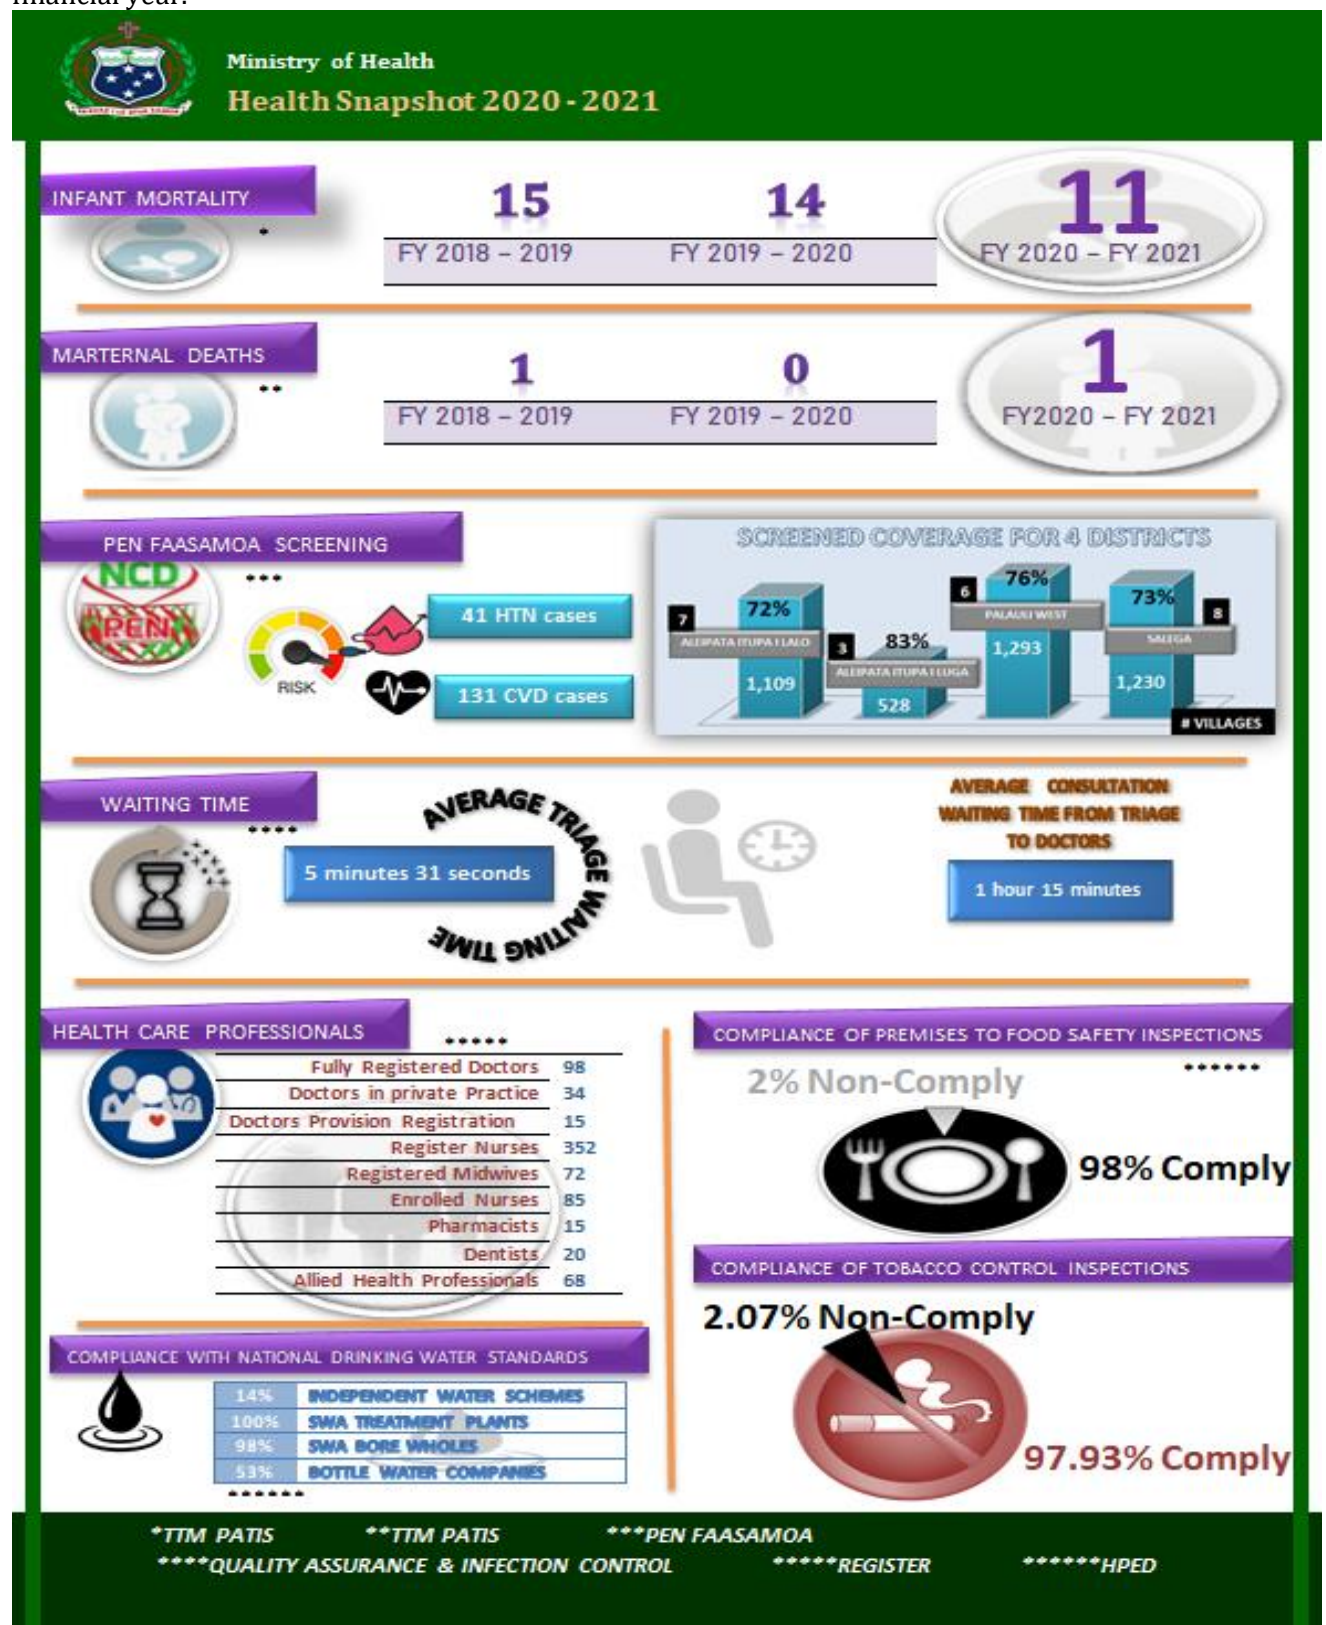 financial year.
Ministry of Health
Health Snapshot 2020 - 2021
INFANT MORTALITY
*
15
FY 2018 – 2019
14
FY 2019 – 2020
11
FY 2020 – FY 2021
MARTERNAL DEATHS
**
1
FY 2018 – 2019
0
FY 2019 – 2020
1
FY2020 – FY 2021
PEN FAASAMOA SCREENING
***
NCD
PEN
RISK
41 HTN cases
131 CVD cases
SCREENED COVERAGE FOR 4 DISTRICTS
7
72%
ALEIPATA ITUPA I LALO
1,109
3
83%
ALEIPATA ITUPA I LUGA
528
6
76%
PALAULI WEST
1,293
73%
8
SALEGA
1,230
# VILLAGES
WAITING TIME
****
AVERAGE TRIAGE WAITING TIME
5 minutes 31 seconds
AVERAGE CONSULTATION
WAITING TIME FROM TRIAGE
TO DOCTORS
1 hour 15 minutes
HEALTH CARE PROFESSIONALS
*****
Fully Registered Doctors 98
Doctors in private Practice 34
Doctors Provision Registration 15
Register Nurses 352
Registered Midwives 72
Enrolled Nurses 85
Pharmacists 15
Dentists 20
Allied Health Professionals 68
COMPLIANCE WITH NATIONAL DRINKING WATER STANDARDS
14% INDEPENDENT WATER SCHEMES
100% SWA TREATMENT PLANTS
98% SWA BORE WHOLES
53% BOTTLE WATER COMPANIES
******
COMPLIANCE OF PREMISES TO FOOD SAFETY INSPECTIONS
******
2% Non-Comply
98% Comply
COMPLIANCE OF TOBACCO CONTROL INSPECTIONS
2.07% Non-Comply
97.93% Comply
*TTM PATIS **TTM PATIS ***PEN FAASAMOA
****QUALITY ASSURANCE & INFECTION CONTROL *****REGISTER ******HPED